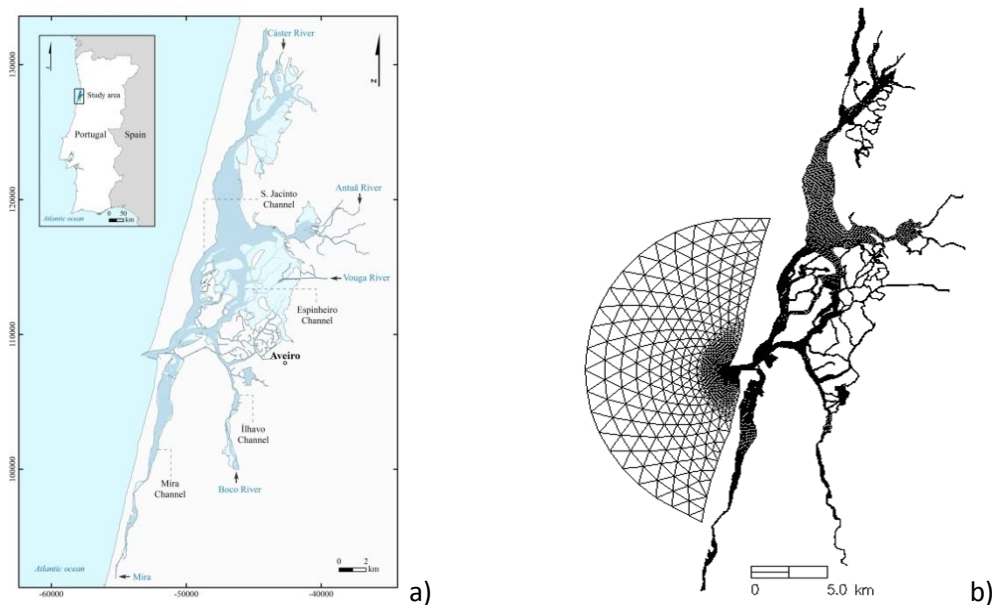 Cáster River
N
Study area
Portugal
Spain
Atlantic ocean
0 50
km
130000
120000
110000
100000
Antuã River
S. Jacinto
Channel
Vouga River
Espinheiro
Channel
Aveiro
Ílhavo
Channel
Mira
Channel
Boco River
Atlantic ocean
Mira
0 2
km
-60000
-50000
-40000
a)
0 5.0 km
b)